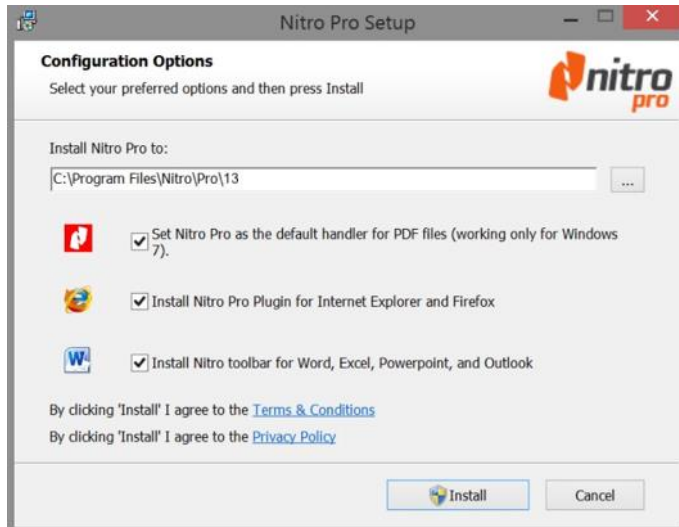 Nitro Pro Setup
Configuration Options
Select your preferred options and then press Install
nitro
pro
Install Nitro Pro to:
C:\Program Files\Nitro\Pro\13
...
Set Nitro Pro as the default handler for PDF files (working only for Windows
7).
Install Nitro Pro Plugin for Internet Explorer and Firefox
W
Install Nitro toolbar for Word, Excel, Powerpoint, and Outlook
By clicking 'Install' I agree to the Terms & Conditions
By clicking 'Install' I agree to the Privacy Policy
Install
Cancel